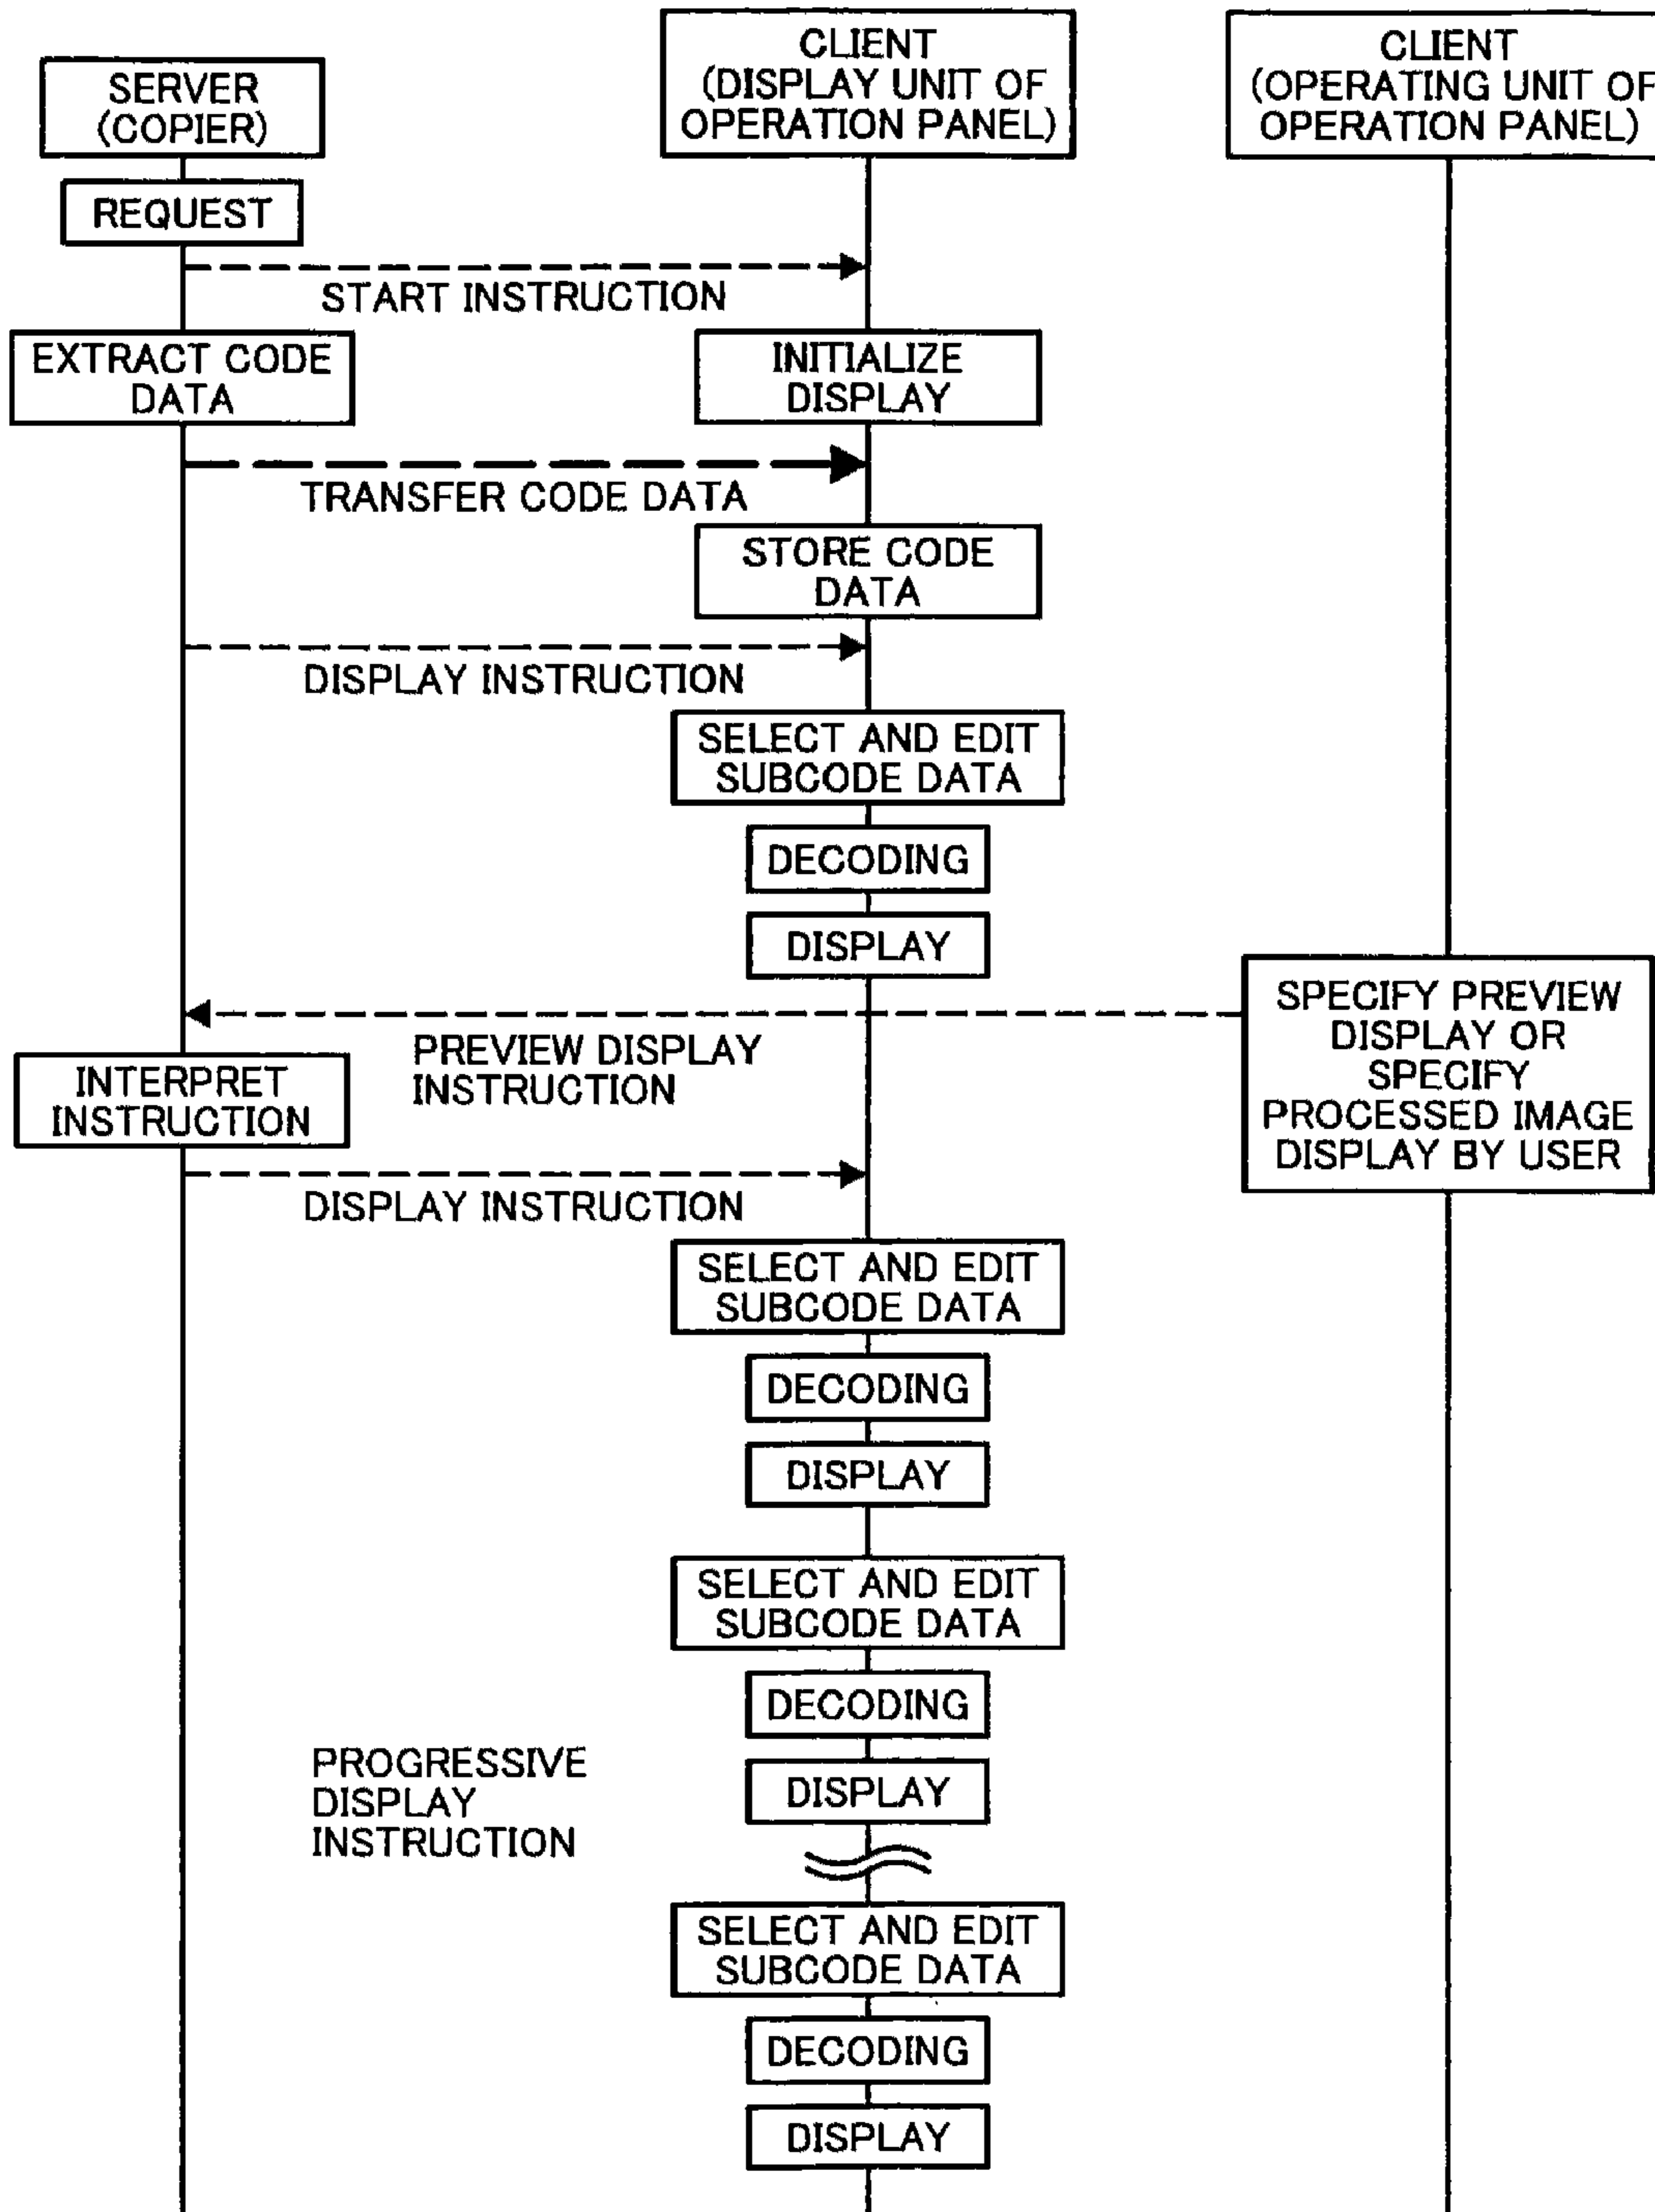 SERVER
(COPIER)
CLIENT
(DISPLAY UNIT OF
OPERATION PANEL)
CLIENT
(OPERATING UNIT OF
OPERATION PANEL)
REQUEST
START INSTRUCTION
EXTRACT CODE
DATA
INITIALIZE
DISPLAY
TRANSFER CODE DATA
STORE CODE
DATA
DISPLAY INSTRUCTION
SELECT AND EDIT
SUBCODE DATA
DECODING
DISPLAY
SPECIFY PREVIEW
DISPLAY OR
SPECIFY
PROCESSED IMAGE
DISPLAY BY USER
PREVIEW DISPLAY
INSTRUCTION
INTERPRET
INSTRUCTION
DISPLAY INSTRUCTION
SELECT AND EDIT
SUBCODE DATA
DECODING
DISPLAY
SELECT AND EDIT
SUBCODE DATA
DECODING
DISPLAY
PROGRESSIVE
DISPLAY
INSTRUCTION
SELECT AND EDIT
SUBCODE DATA
DECODING
DISPLAY